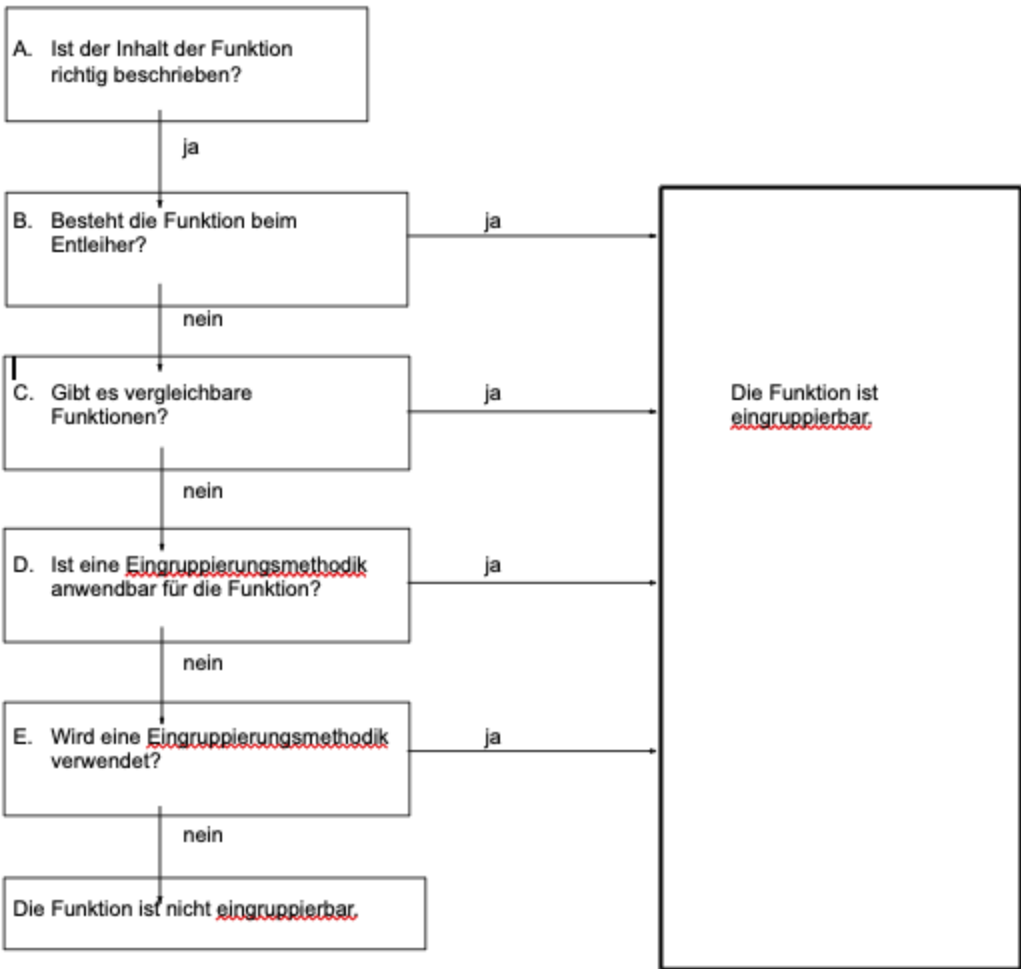 A. Ist der Inhalt der Funktion
richtig beschrieben?
ja
B. Besteht die Funktion beim
Entleiher?
ja
nein
C. Gibt es vergleichbare
Funktionen?
ja
Die Funktion ist
eingruppierbar.
nein
D. Ist eine Eingruppierungsmethodik
anwendbar für die Funktion?
ja
nein
E. Wird eine Eingruppierungsmethodik
verwendet?
ja
nein
Die Funktion ist nicht eingruppierbar.